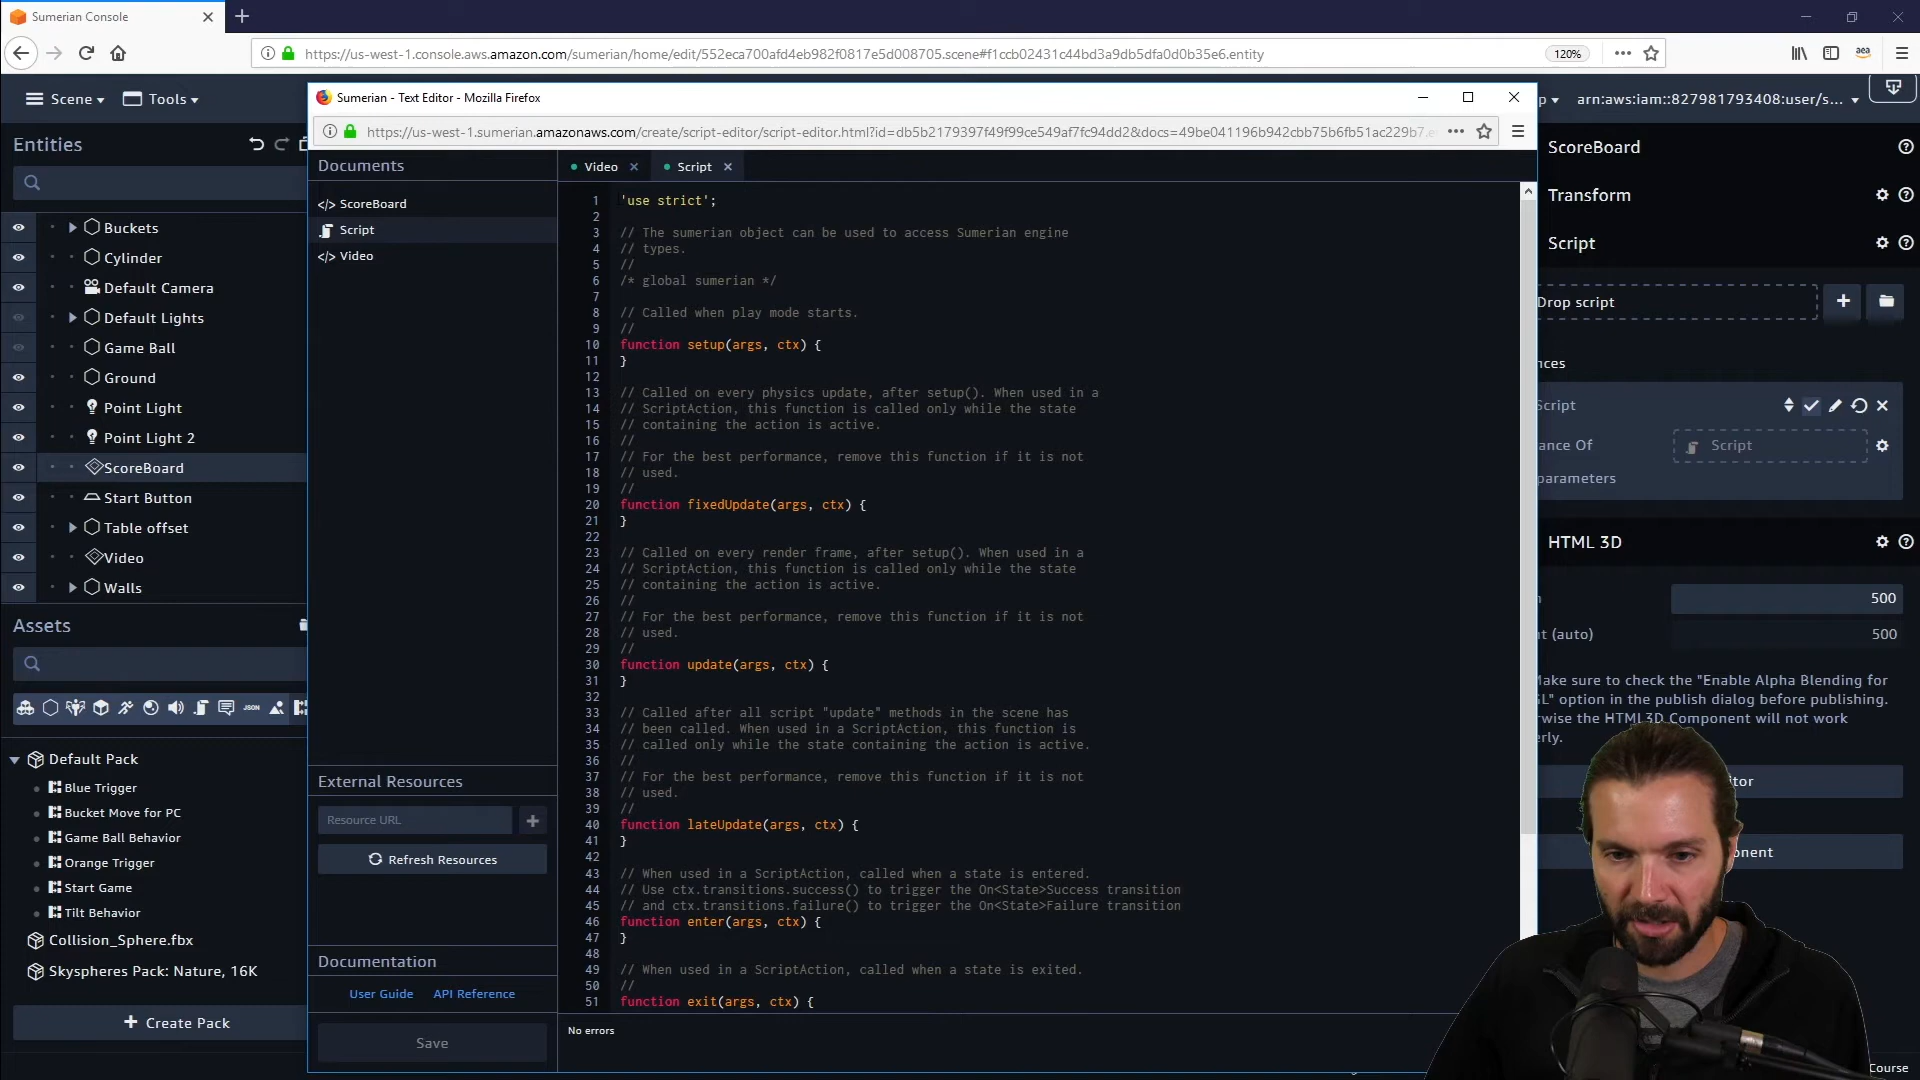 Sumerian Console
https://us-west-1.console.aws.amazon.com/sumerian/home/edit/552eca700afd4eb982f0817e5d008705.scene#f1ccb02431c44bd3a9db5dfa0d0b35e6.entity
120%
aea
Scene
Tools
arn:aws:iam::827981793408:user/s...
Sumerian - Text Editor - Mozilla Firefox
https://us-west-1.sumerian.amazonaws.com/create/script-editor/script-editor.html?id=db5b2179397f49f99ce549af7fc94dd2&docs=49be041196b942cbb75b6fb51ac229b7.e
Entities
Buckets
Cylinder
Default Camera
Default Lights
Game Ball
Ground
Point Light
Point Light 2
ScoreBoard
Start Button
Table offset
Video
Walls
Assets
JSON
Default Pack
Blue Trigger
Bucket Move for PC
Game Ball Behavior
Orange Trigger
Start Game
Tilt Behavior
Collision_Sphere.fbx
Skyspheres Pack: Nature, 16K
+ Create Pack
Documents
</> ScoreBoard
Script
</> Video
External Resources
Resource URL
Refresh Resources
Documentation
User Guide
API Reference
Save
Video
Script
1 'use strict';
2
3 // The sumerian object can be used to access Sumerian engine
4 // types.
5 //
6 /* global sumerian */
7
8 // Called when play mode starts.
9 //
10 function setup(args, ctx) {
11 }
12
13 // Called on every physics update, after setup(). When used in a
14 // ScriptAction, this function is called only while the state
15 // containing the action is active.
16 //
17 // For the best performance, remove this function if it is not
18 // used.
19 //
20 function fixedUpdate(args, ctx) {
21 }
22
23 // Called on every render frame, after setup(). When used in a
24 // ScriptAction, this function is called only while the state
25 // containing the action is active.
26 //
27 // For the best performance, remove this function if it is not
28 // used.
29 //
30 function update(args, ctx) {
31 }
32
33 // Called after all script "update" methods in the scene has
34 // been called. When used in a ScriptAction, this function is
35 // called only while the state containing the action is active.
36 //
37 // For the best performance, remove this function if it is not
38 // used.
39 //
40 function lateUpdate(args, ctx) {
41 }
42
43 // When used in a ScriptAction, called when a state is entered.
44 // Use ctx.transitions.success() to trigger the On<State>Success transition
45 // and ctx.transitions.failure() to trigger the On<State>Failure transition
46 function enter(args, ctx) {
47 }
48
49 // When used in a ScriptAction, called when a state is exited.
50 //
51 function exit(args, ctx) {
No errors
ScoreBoard
Transform
Script
Drop script
nces
Script
ance Of
Script
parameters
HTML 3D
500
t (auto)
500
Make sure to check the "Enable Alpha Blending for
GL" option in the publish dialog before publishing.
rwise the HTML3D Component will not work
erly.
tor
onent
Course